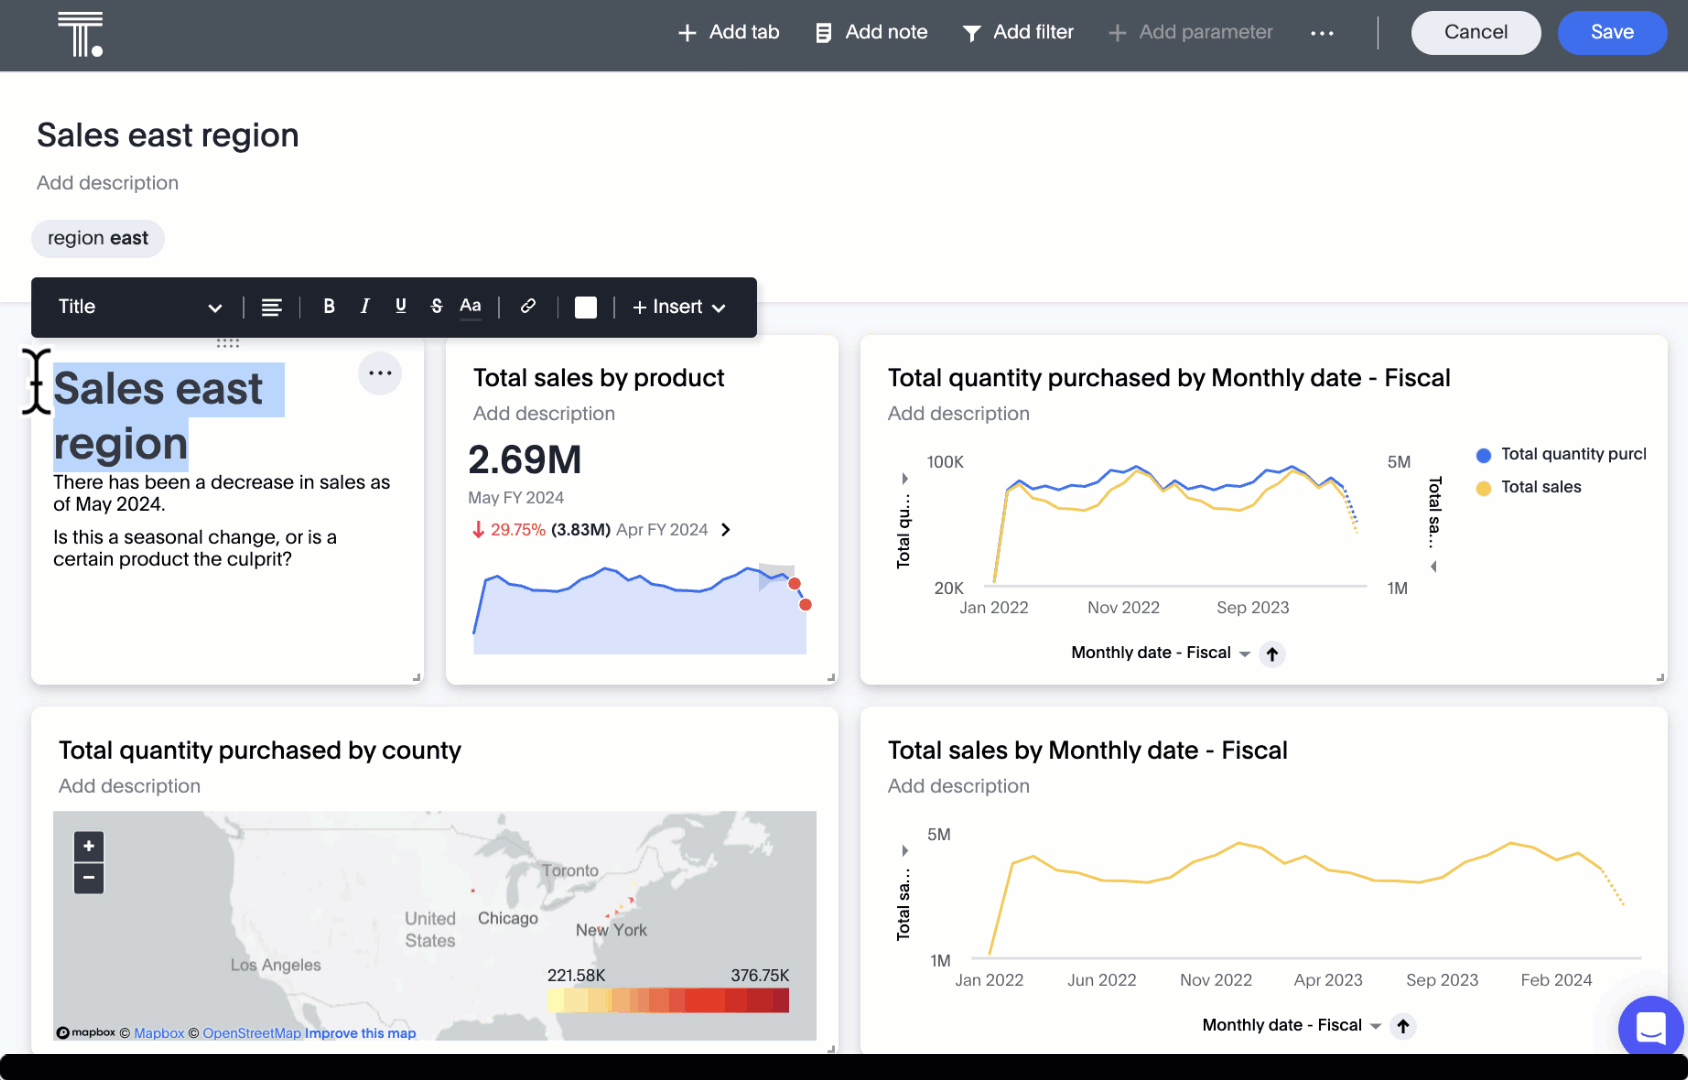 T.
Add tab
Add note
Add filter
Add parameter
Cancel
Save
Sales east region
Add description
region east
Title
B I U S Aa
Insert
Sales east
region
There has been a decrease in sales as
of May 2024.
Is this a seasonal change, or is a
certain product the culprit?
Total sales by product
Add description
2.69M
May FY 2024
29.75% (3.83M) Apr FY 2024
Total quantity purchased by Monthly date - Fiscal
Add description
Total qu...
100K
20K
5M
1M
Total sa...
Total quantity purcl
Total sales
Jan 2022
Nov 2022
Sep 2023
Monthly date - Fiscal
Total quantity purchased by county
Add description
+
−
Toronto
United
States
Chicago
New York
Los Angeles
221.58K
376.75K
mapbox © Mapbox © OpenStreetMap Improve this map
Total sales by Monthly date - Fiscal
Add description
Total sa...
5M
1M
Jan 2022
Jun 2022
Nov 2022
Apr 2023
Sep 2023
Feb 2024
Monthly date - Fiscal